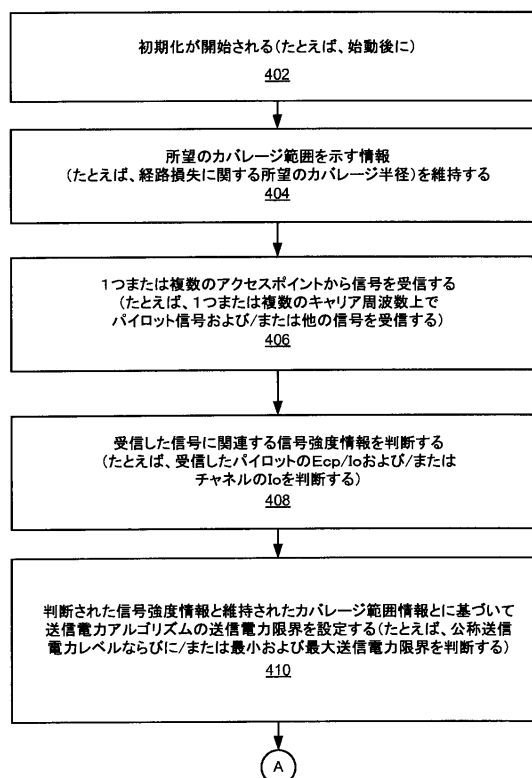 初期化が開始される(たとえば、始動後に)
402
所望のカバレージ範囲を示す情報
(たとえば、経路損失に関する所望のカバレージ半径)を維持する
404
1つまたは複数のアクセスポイントから信号を受信する
(たとえば、1つまたは複数のキャリア周波数上で
パイロット信号および/または他の信号を受信する)
406
受信した信号に関連する信号強度情報を判断する
(たとえば、受信したパイロットのEcp/Ioおよび/または
チャネルのIoを判断する)
408
判断された信号強度情報と維持されたカバレージ範囲情報とに基づいて
送信電力アルゴリズムの送信電力限界を設定する(たとえば、公称送信
電力レベルならびに/または最小および最大送信電力限界を判断する)
410
A